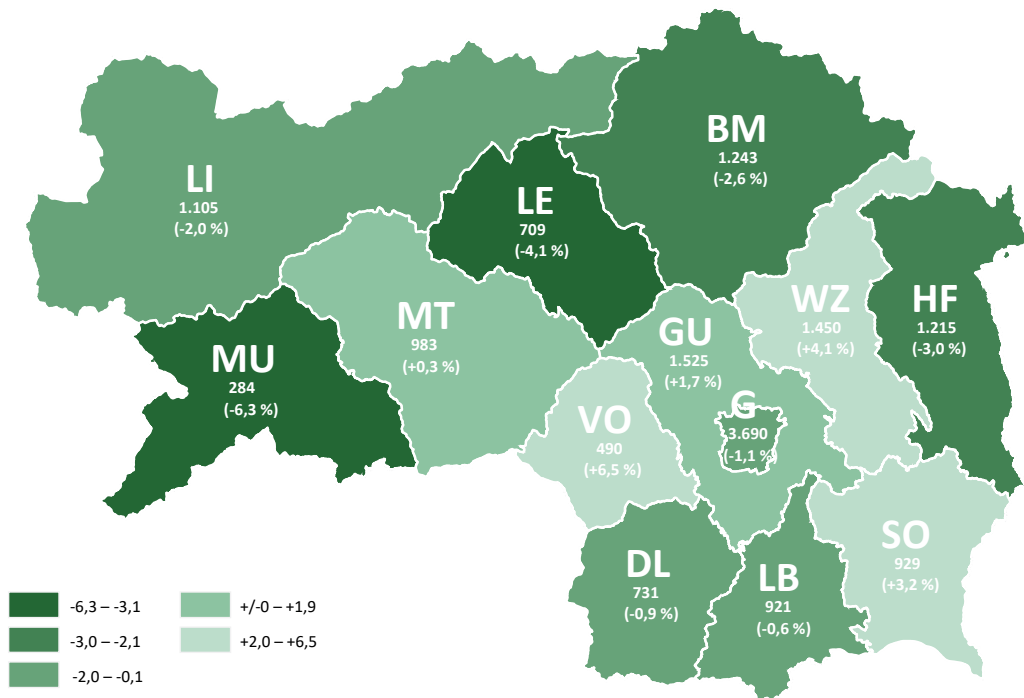 BM
1.243
(-2,6 %)
LI
1.105
(-2,0 %)
LE
709
(-4,1 %)
WZ
1.450
(+4,1 %)
HF
1.215
(-3,0 %)
MT
983
(+0,3 %)
GU
1.525
(+1,7 %)
MU
284
(-6,3 %)
G
3.690
(-1,1 %)
VO
490
(+6,5 %)
SO
929
(+3,2 %)
DL
731
(-0,9 %)
LB
921
(-0,6 %)
-6,3 – -3,1
-3,0 – -2,1
-2,0 – -0,1
+/-0 – +1,9
+2,0 – +6,5